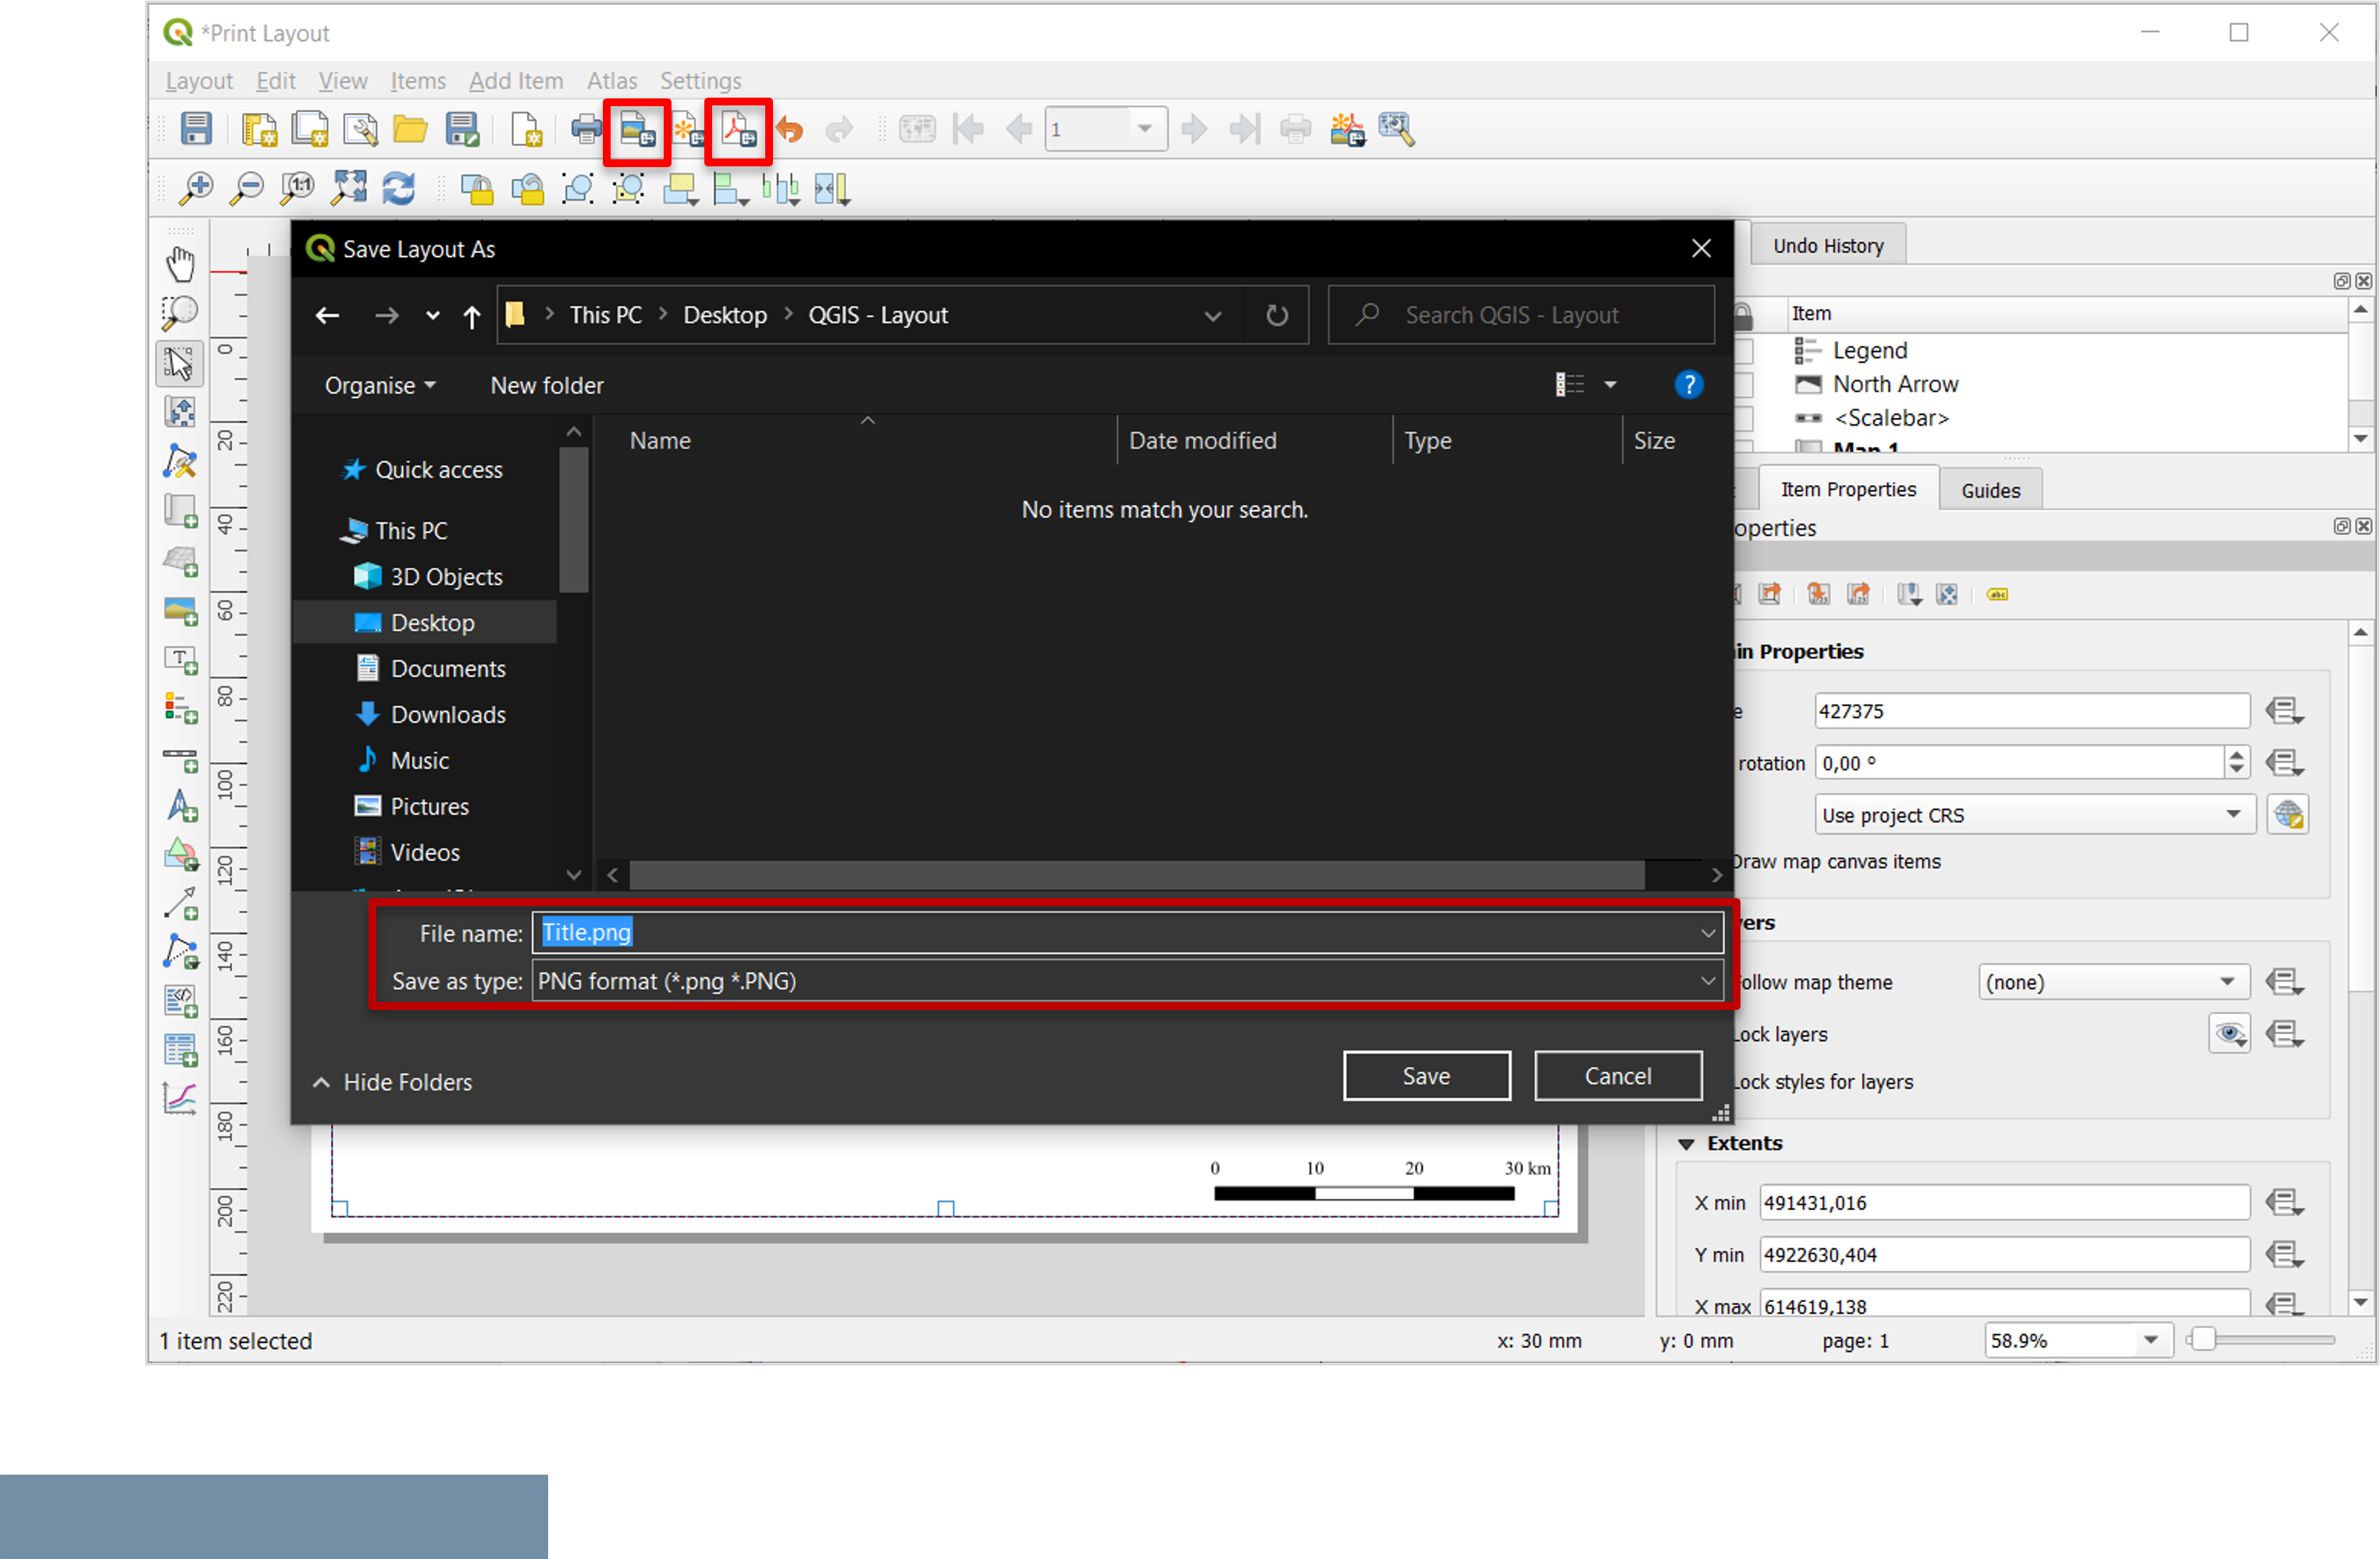 *Print Layout
Layout Edit View Items Add Item Atlas Settings
1
1:1
Save Layout As
Undo History
This PC Desktop QGIS - Layout
Search QGIS - Layout
Item
Legend
North Arrow
<Scalebar>
Map 1
Organise New folder
?
Name Date modified Type Size
No items match your search.
Quick access
This PC
3D Objects
Desktop
Documents
Downloads
Music
Pictures
Videos
Item Properties Guides
operties
abc
in Properties
e 427375
rotation 0,00 °
Use project CRS
Draw map canvas items
yers
Follow map theme (none)
Lock layers
Lock styles for layers
File name: Title.png
Save as type: PNG format (*.png *.PNG)
Hide Folders
Save Cancel
Extents
X min 491431,016
Y min 4922630,404
X max 614619,138
0 20 40 60 80 100 120 140 160 180 200 220
T
0 10 20 30 km
1 item selected x: 30 mm y: 0 mm page: 1 58.9%